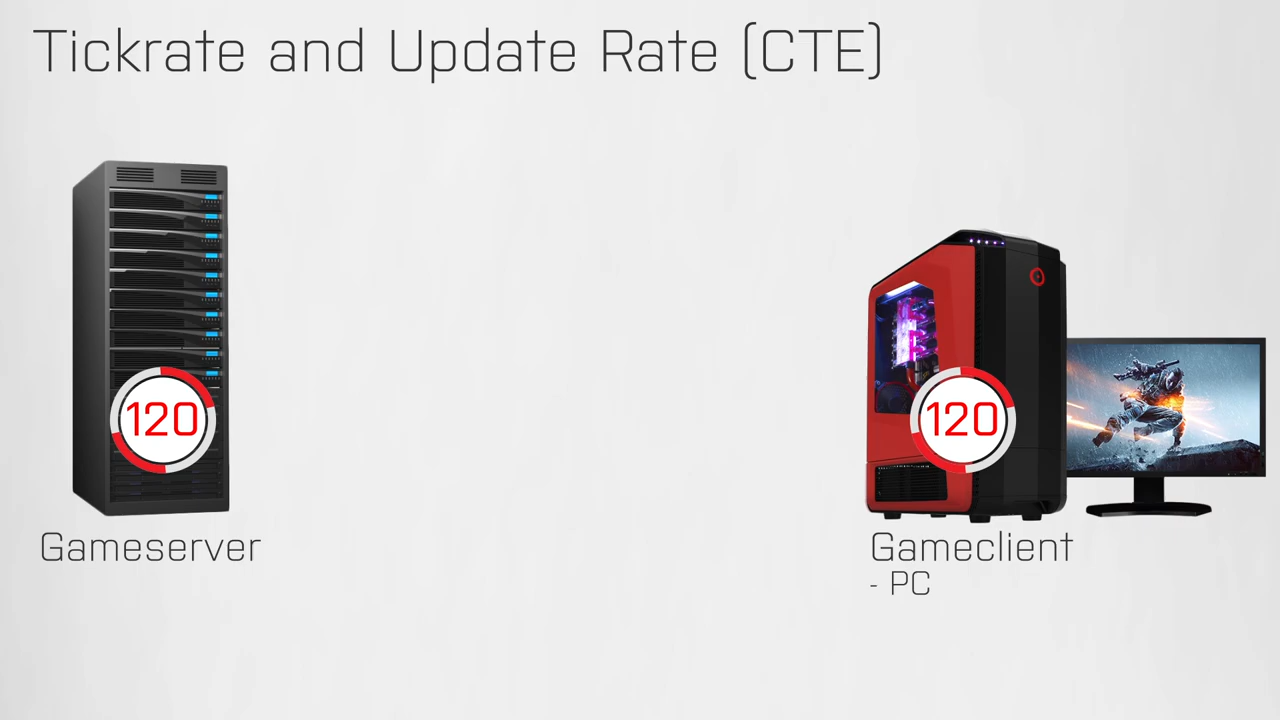 Tickrate and Update Rate (CTE)
120
120
Gameserver
Gameclient
- PC